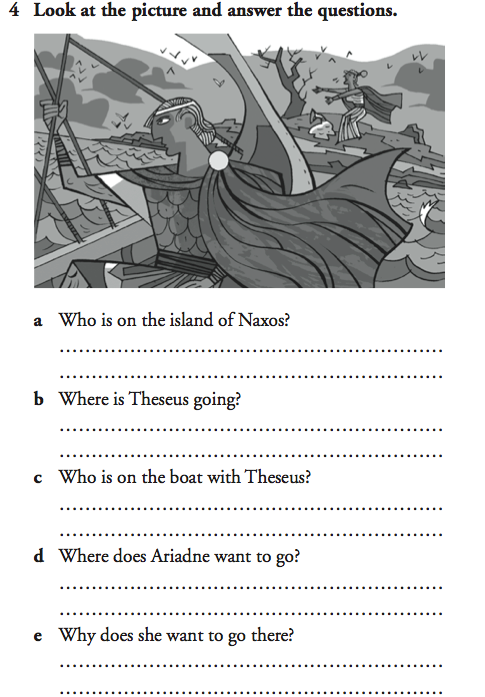 4 Look at the picture and answer the questions.
a Who is on the island of Naxos?
b Where is Theseus going?
c Who is on the boat with Theseus?
d Where does Ariadne want to go?
e Why does she want to go there?